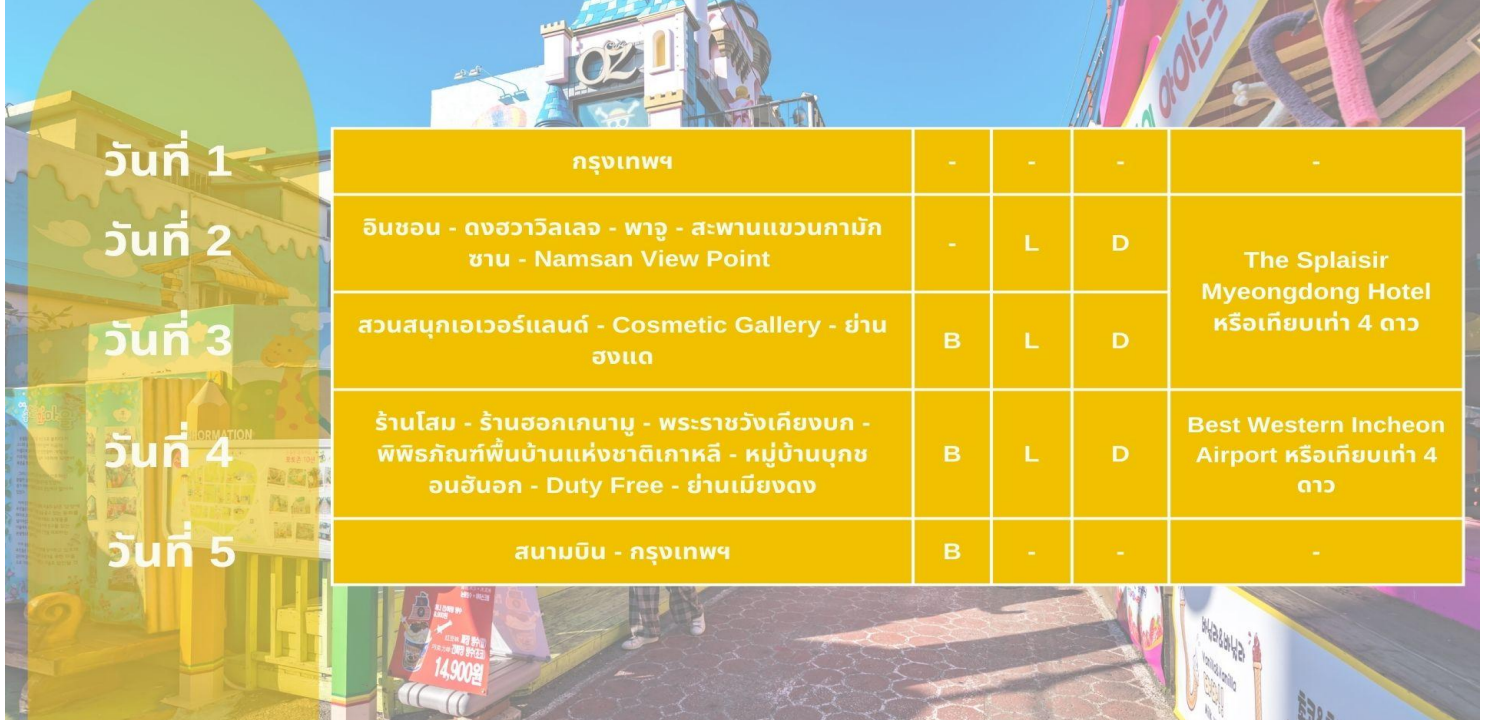 OZ
아이스크
วันที่ 1
กรุงเทพฯ - - - -
วันที่ 2
อินชอน - ดงฮวาวิลเลจ - พาจู - สะพานแขวนกามัก
ซาน - Namsan View Point
- L D
The Splaisir
Myeongdong Hotel
หรือเทียบเท่า 4 ดาว
วันที่ 3
สวนสนุกเอเวอร์แลนด์ - Cosmetic Gallery - ย่าน
ฮงแด
B L D
วันที่ 4
ร้านโสม - ร้านฮอกเกนามู - พระราชวังเคียงบก -
พิพิธภัณฑ์พื้นบ้านแห่งชาติเกาหลี - หมู่บ้านบุกช
อนฮันอก - Duty Free - ย่านเมียงดง
B L D
Best Western Incheon
Airport หรือเทียบเท่า 4
ดาว
วันที่ 5
สนามบิน - กรุงเทพฯ B - - -
14,900원